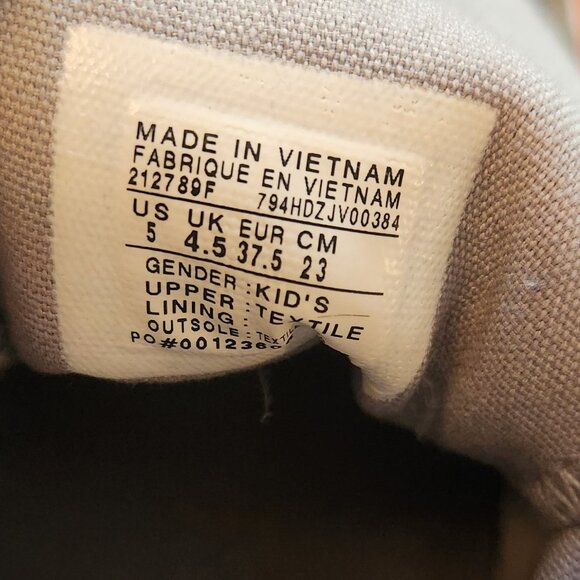 MADE IN VIETNAM
FABRIQUE EN VIETNAM
212789F 794HDZJV00384
US UK EUR CM
5 4.5 37.5 23
GENDER : KID'S
UPPER : TEXTILE
LINING :
OUTSOLE :